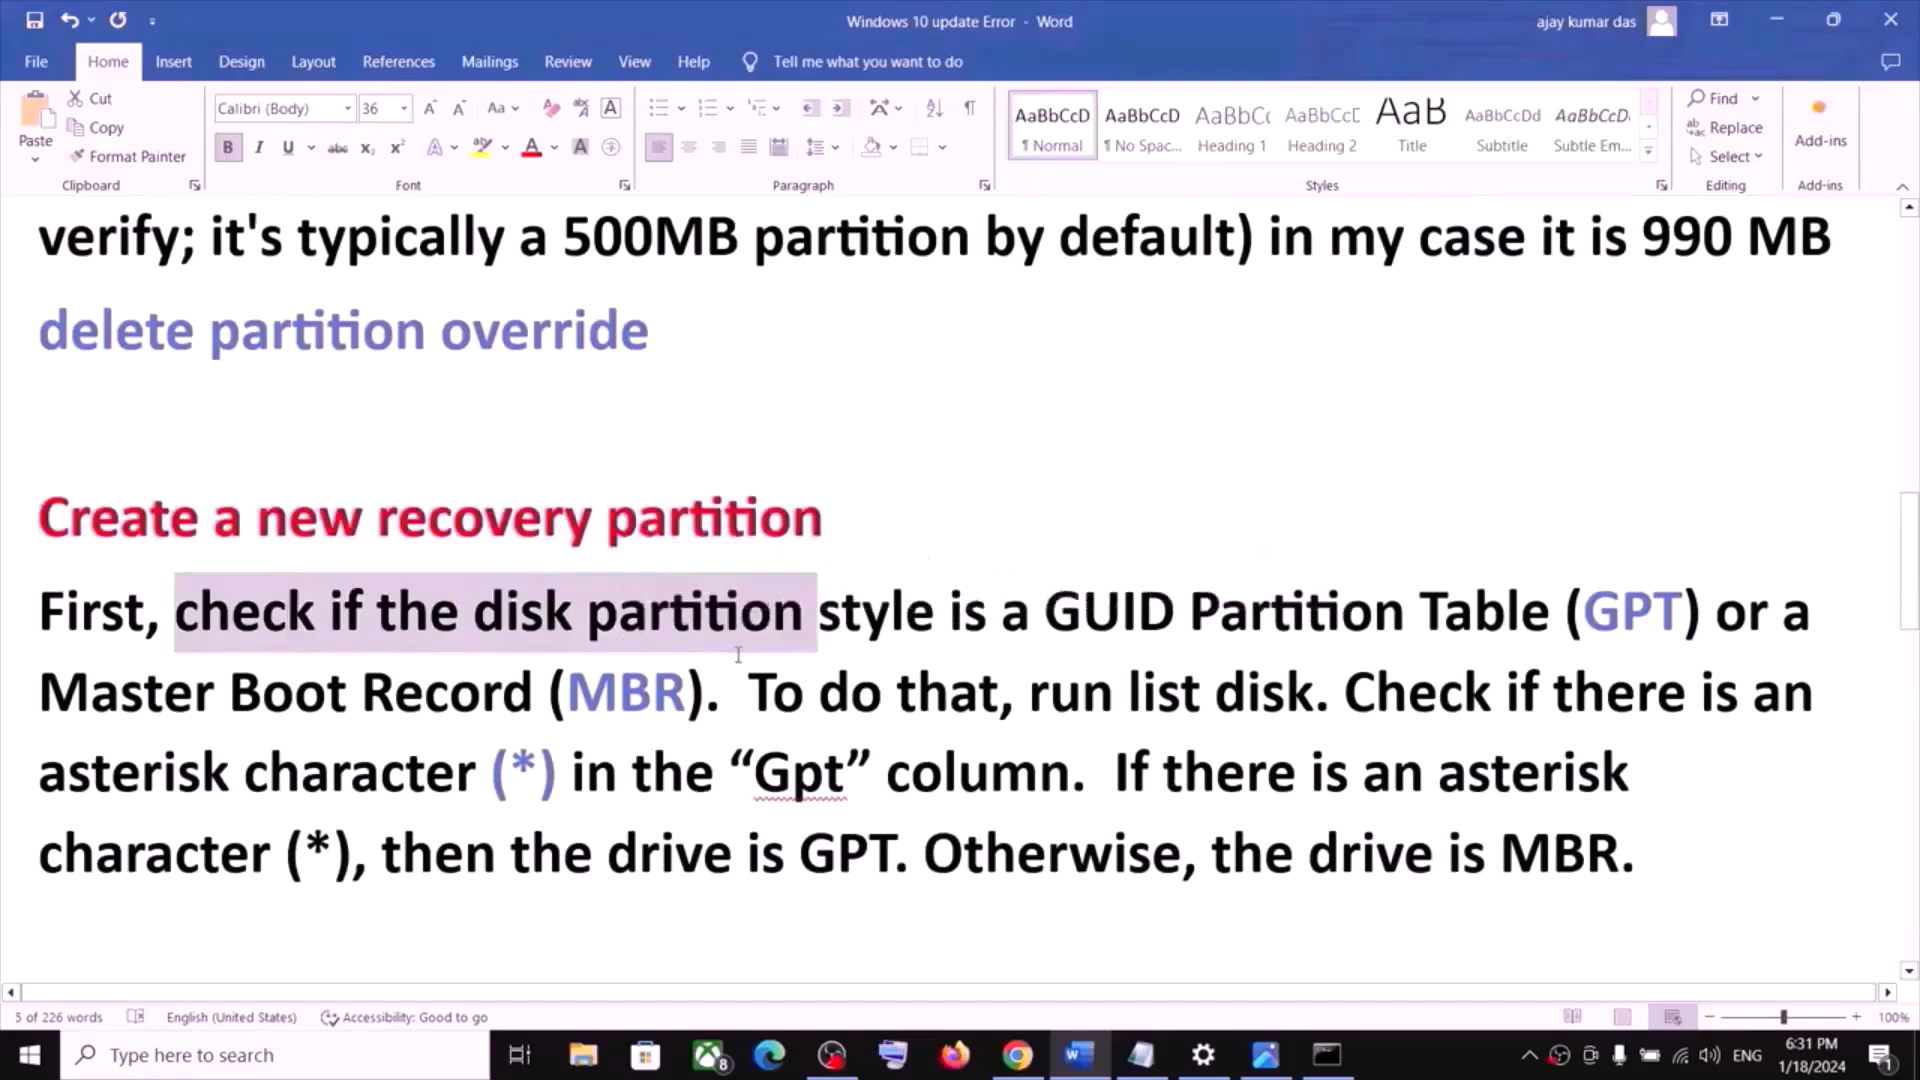 Windows 10 update Error - Word
ajay kumar das
File Home Insert Design Layout References Mailings Review View Help Tell me what you want to do
Paste
Cut
Copy
Format Painter
Clipboard
Calibri (Body) 36
Font
Paragraph
AaBbCcD AaBbCcD AaBbCc AaBbCcD AaB AaBbCcDd AaBbCcD
¶ Normal ¶ No Spac... Heading 1 Heading 2 Title Subtitle Subtle Em...
Styles
Find
Replace
Select
Editing
Add-ins
Add-ins
verify; it's typically a 500MB partition by default) in my case it is 990 MB
delete partition override
Create a new recovery partition
First, check if the disk partition style is a GUID Partition Table (GPT) or a
Master Boot Record (MBR).  To do that, run list disk. Check if there is an
asterisk character (*) in the “Gpt” column.  If there is an asterisk
character (*), then the drive is GPT. Otherwise, the drive is MBR.
5 of 226 words English (United States) Accessibility: Good to go 100%
Type here to search
8
ENG
6:31 PM
1/18/2024
1